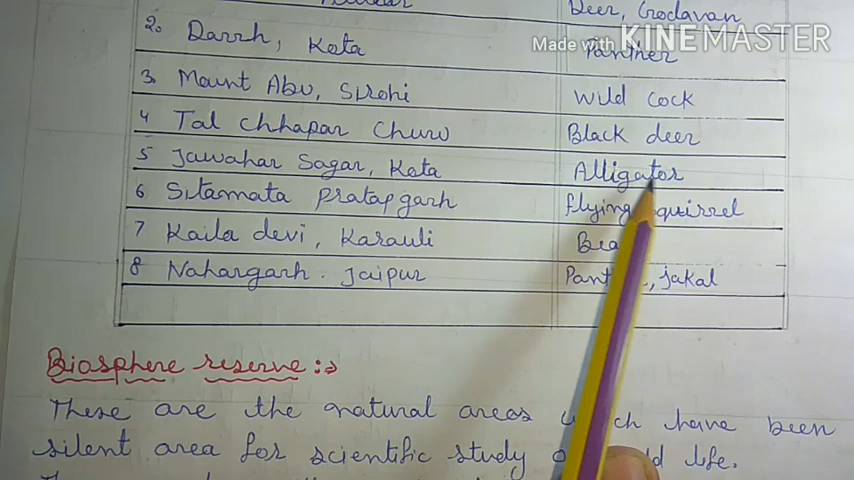 Deer, Godavan
2. Darrh, Kota
Panther
3. Mount Abu, Sirohi
Wild cock
4 Tal Chhapar Churu
Black deer
5 Jawahar Sagar, Kota
Alligator
6 Sitamata Pratapgarh
flying squirrel
7 Kaila devi, Karauli
8 Nahargarh. Jaipur
jakal
Biosphere reserve :->
These are the natural areas which have been
silent area for scientific study life.
Made with KINEMASTER